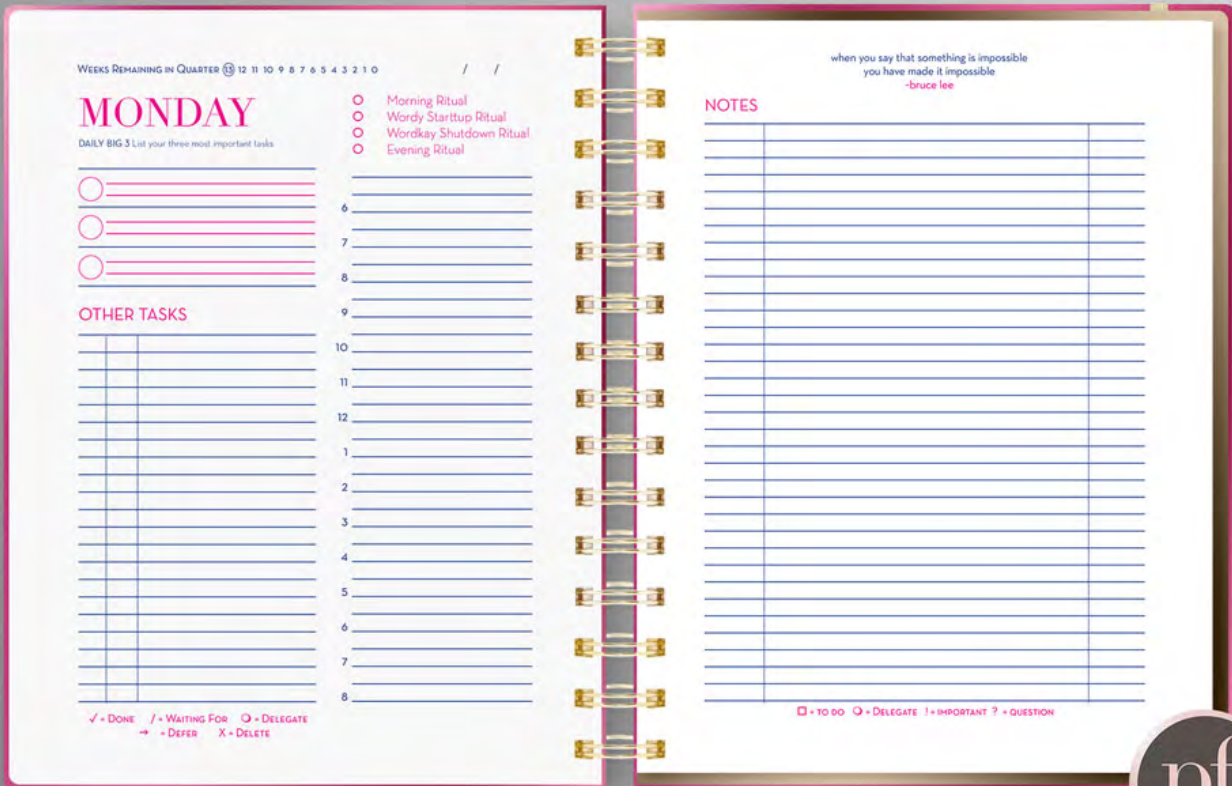 WEEKS REMAINING IN QUARTER 13 12 11 10 9 8 7 6 5 4 3 2 1 0 / /
MONDAY
DAILY BIG 3 List your three most important tasks
Morning Ritual
Wordy Starttup Ritual
Wordkay Shutdown Ritual
Evening Ritual
OTHER TASKS
6
7
8
9
10
11
12
1
2
3
4
5
6
7
8
✓ = DONE / = WAITING FOR ❍ = DELEGATE
→ = DEFER X = DELETE
when you say that something is impossible
you have made it impossible
-bruce lee
NOTES
☐ = TO DO ❍ = DELEGATE ! = IMPORTANT ? = QUESTION
pf